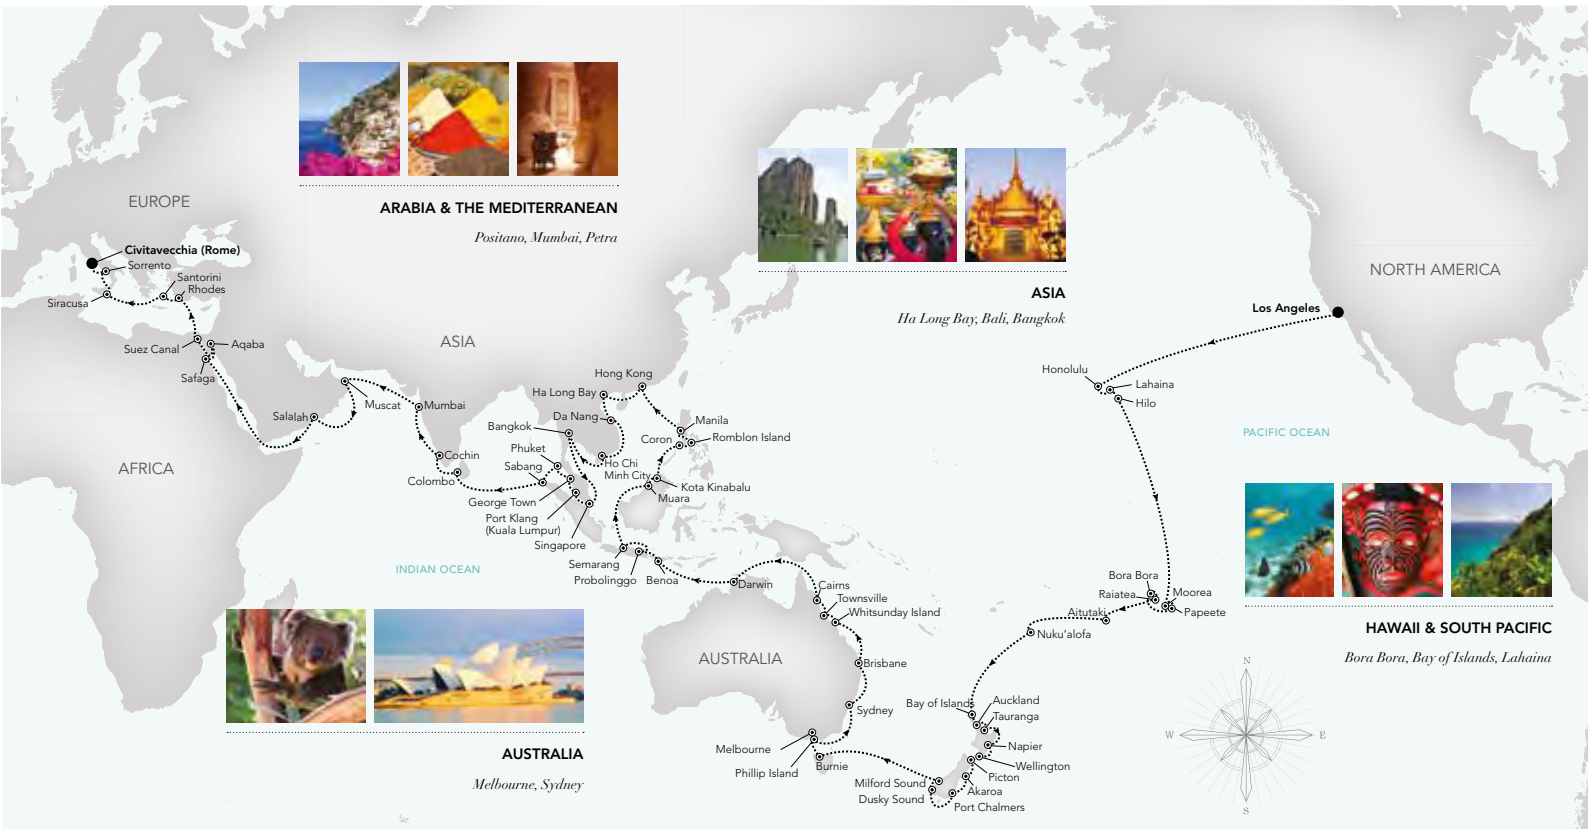 ARABIA & THE MEDITERRANEAN
Positano, Mumbai, Petra
EUROPE
Civitavecchia (Rome)
Sorrento
Santorini
Rhodes
Siracusa
Suez Canal
Aqaba
Safaga
ASIA
Salalah
Muscat
Mumbai
AFRICA
Cochin
Colombo
Hong Kong
Ha Long Bay
Da Nang
Bangkok
Phuket
Sabang
George Town
Port Klang
(Kuala Lumpur)
Singapore
Ho Chi
Minh City
Manila
Coron
Romblon Island
Kota Kinabalu
Muara
Semarang
Probolinggo
Benoa
INDIAN OCEAN
ASIA
Ha Long Bay, Bali, Bangkok
NORTH AMERICA
Los Angeles
Honolulu
Lahaina
Hilo
PACIFIC OCEAN
Bora Bora
Raiatea
Moorea
Papeete
Aitutaki
Nuku'alofa
HAWAII & SOUTH PACIFIC
Bora Bora, Bay of Islands, Lahaina
Darwin
Cairns
Townsville
Whitsunday Island
AUSTRALIA
Brisbane
Sydney
Melbourne
Phillip Island
Burnie
Bay of Islands
Auckland
Tauranga
Napier
Wellington
Picton
Akaroa
Port Chalmers
Milford Sound
Dusky Sound
AUSTRALIA
Melbourne, Sydney
N
W
E
S